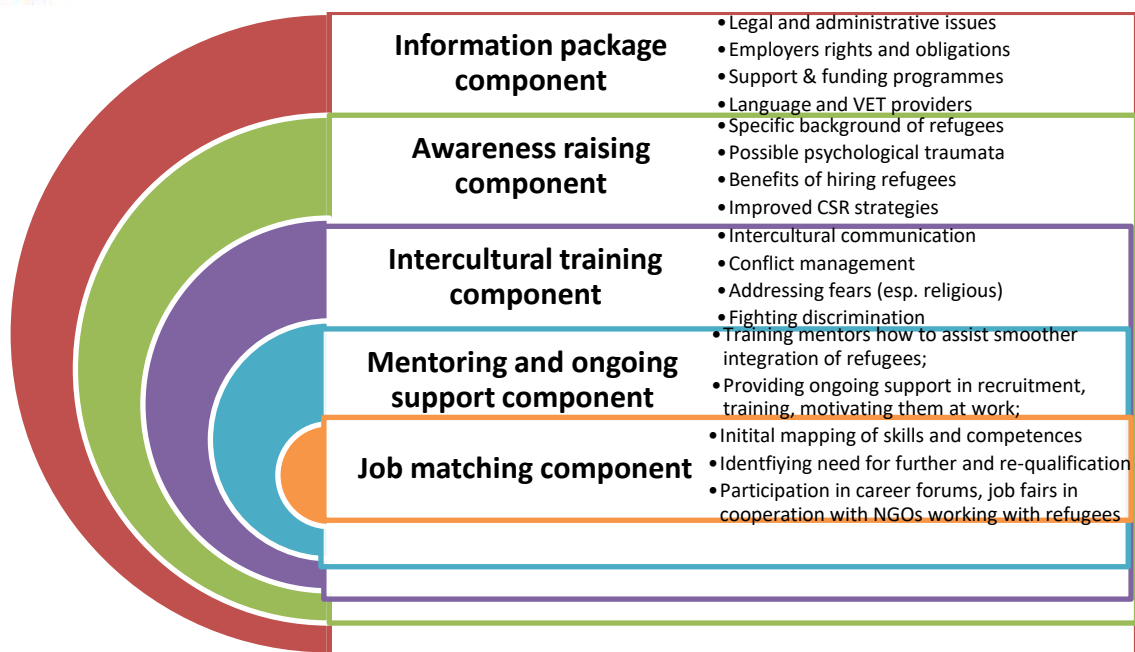 Information package
component
•Legal and administrative issues
•Employers rights and obligations
•Support & funding programmes
•Language and VET providers
Awareness raising
component
•Specific background of refugees
•Possible psychological traumata
•Benefits of hiring refugees
•Improved CSR strategies
Intercultural training
component
•Intercultural communication
•Conflict management
•Addressing fears (esp. religious)
•Fighting discrimination
Mentoring and ongoing
support component
•Training mentors how to assist smoother
integration of refugees;
•Providing ongoing support in recruitment,
training, motivating them at work;
Job matching component
•Initital mapping of skills and competences
•Identfiying need for further and re-qualification
•Participation in career forums, job fairs in
cooperation with NGOs working with refugees